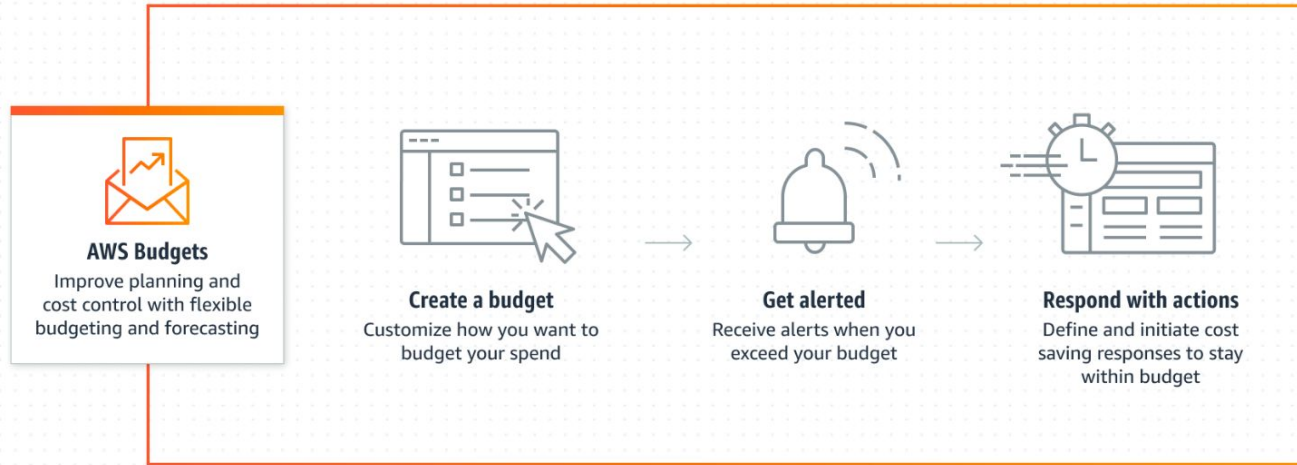 AWS Budgets
Improve planning and
cost control with flexible
budgeting and forecasting
Create a budget
Customize how you want to
budget your spend
Get alerted
Receive alerts when you
exceed your budget
Respond with actions
Define and initiate cost
saving responses to stay
within budget